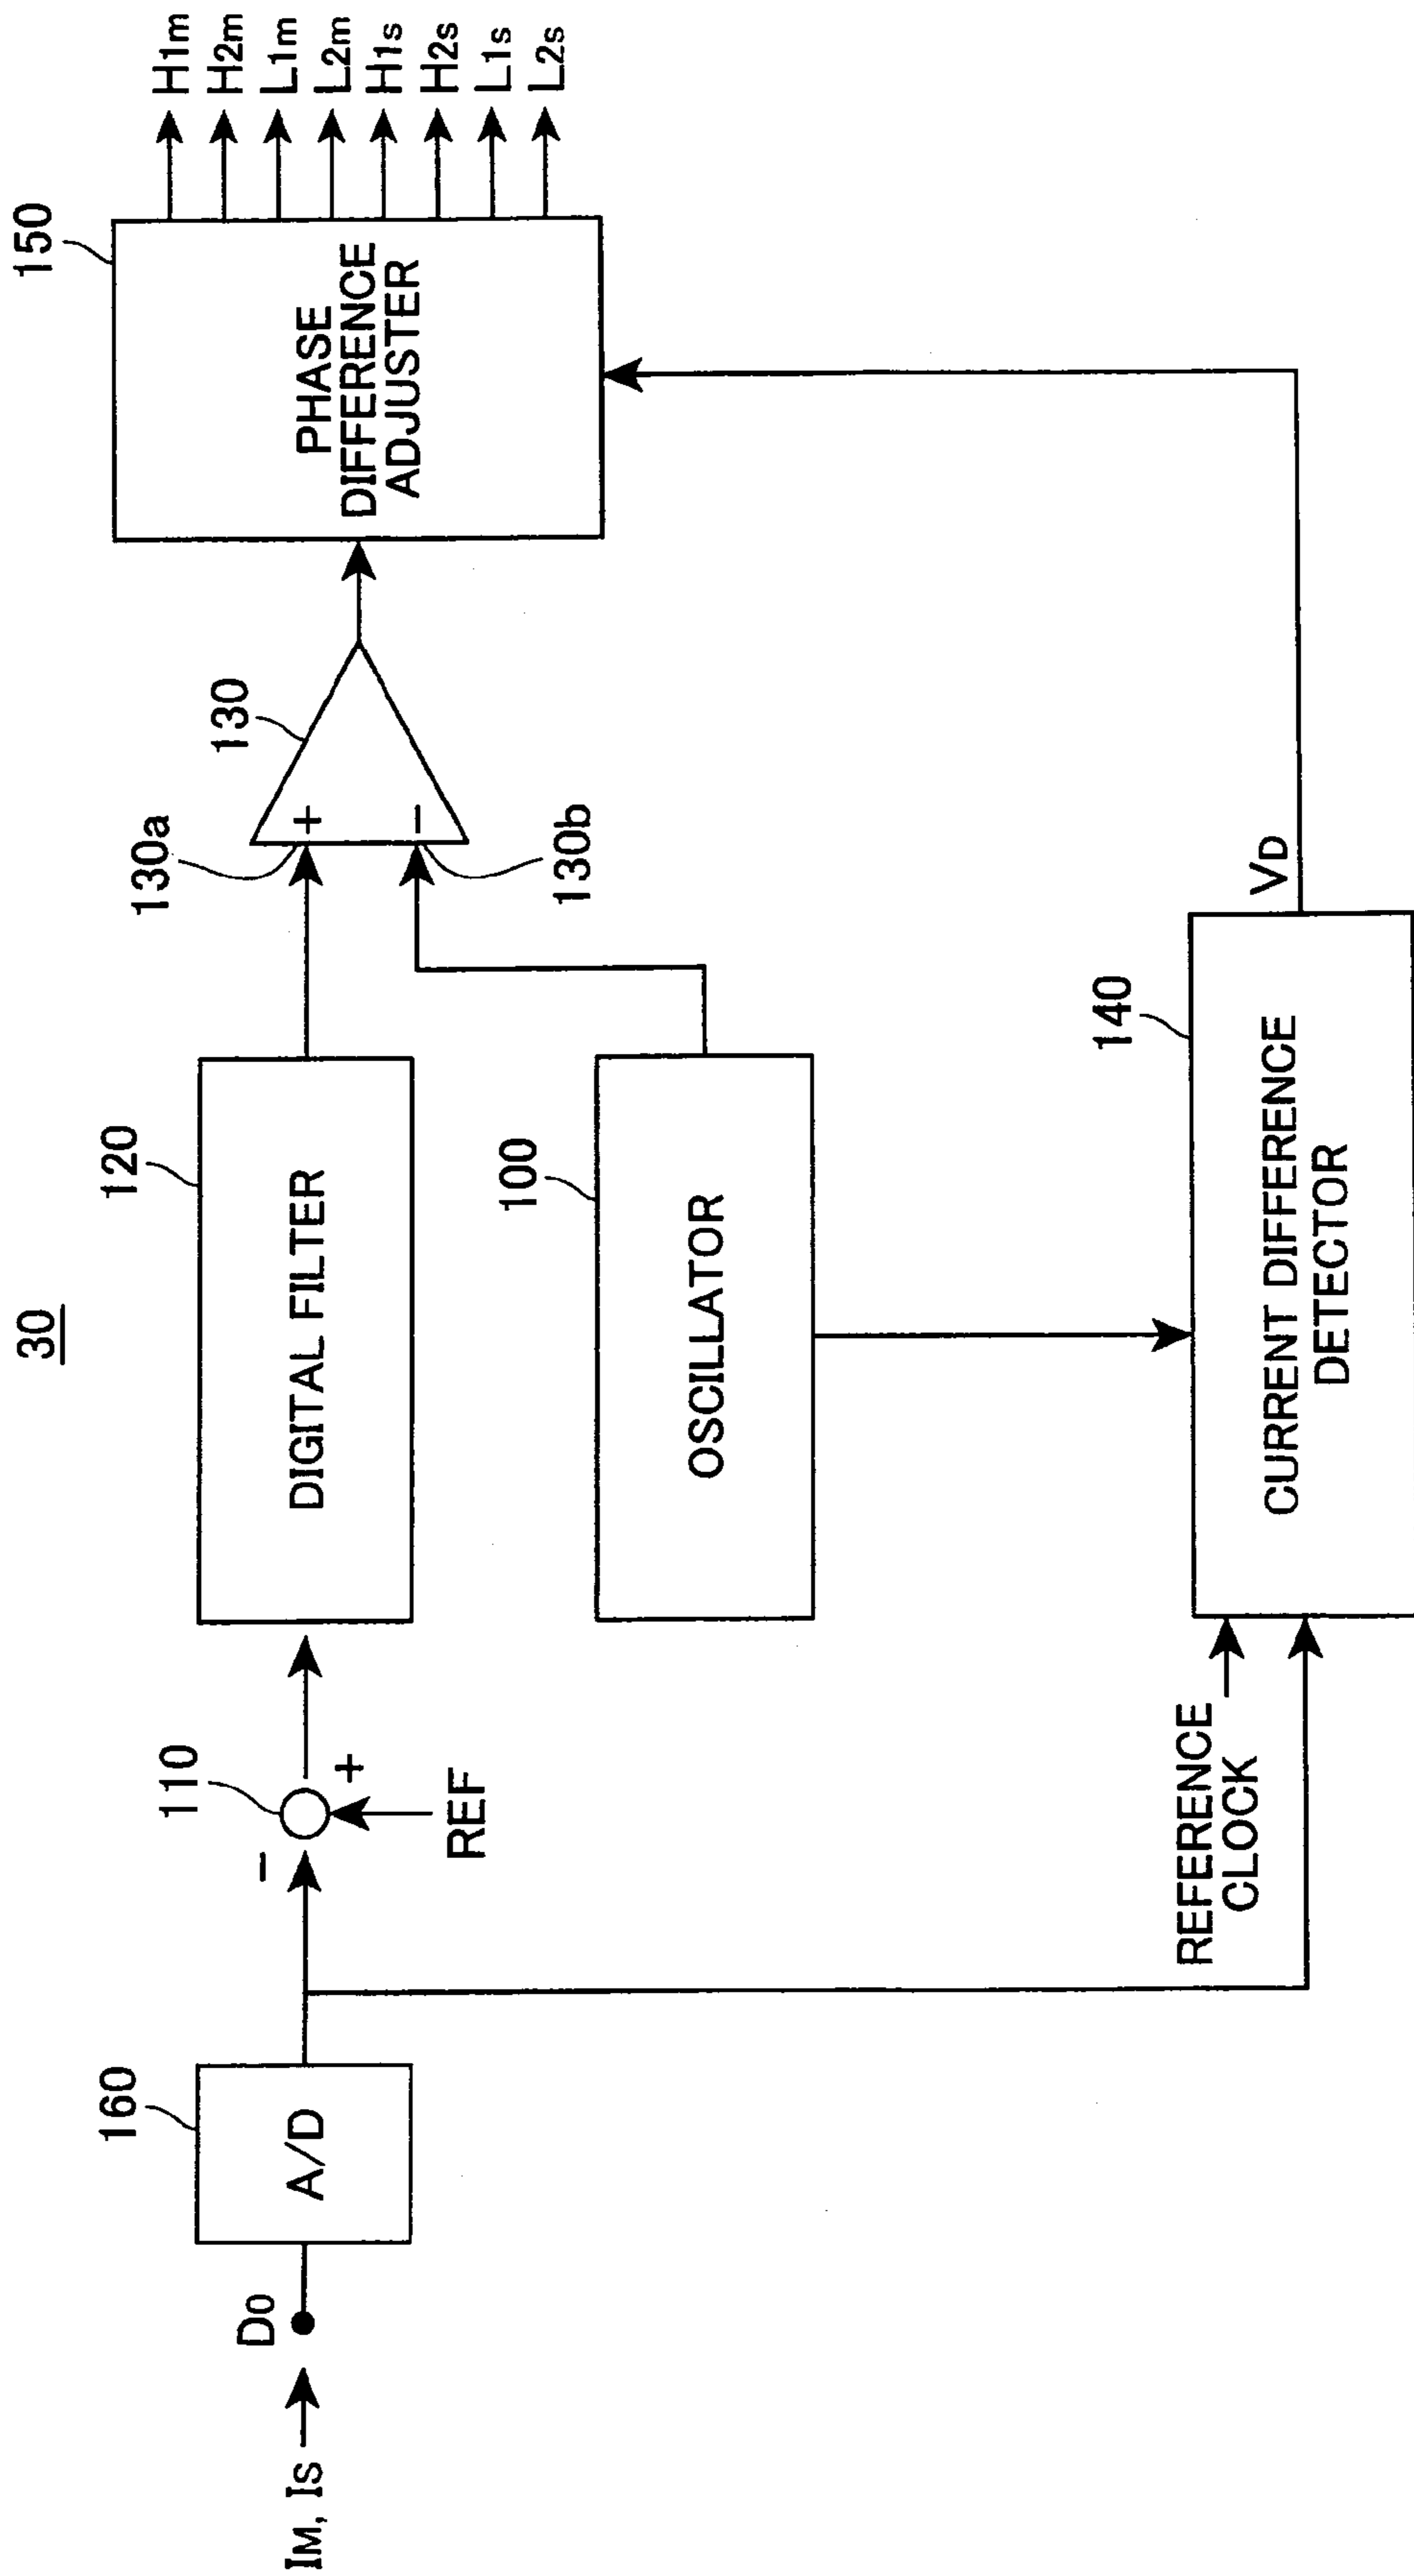 30
160
A/D
D0
IM, IS
110
−
+
REF
120
DIGITAL FILTER
130a
130
+
−
130b
100
OSCILLATOR
150
PHASE
DIFFERENCE
ADJUSTER
H1m
H2m
L1m
L2m
H1s
H2s
L1s
L2s
REFERENCE
CLOCK
140
CURRENT DIFFERENCE
DETECTOR
VD